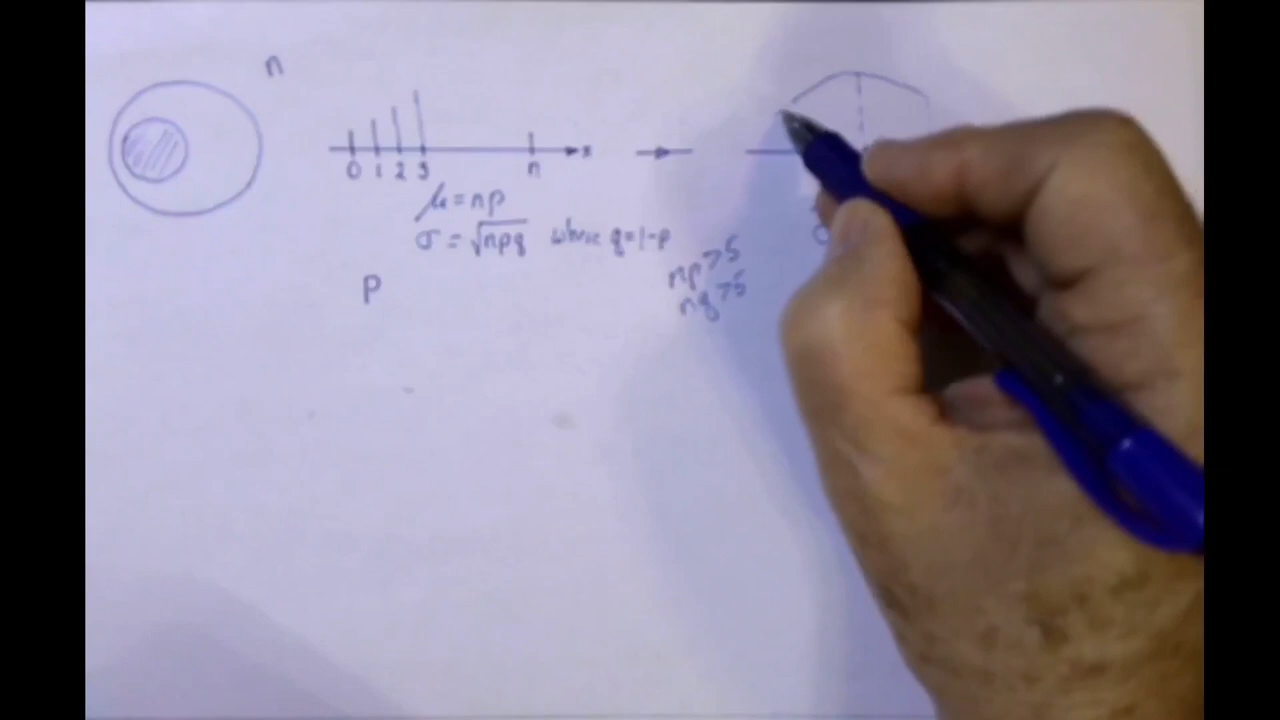 n
0 1 2 3 n x
μ = np
σ = √npq where q = 1-p
np > 5
nq > 5
p